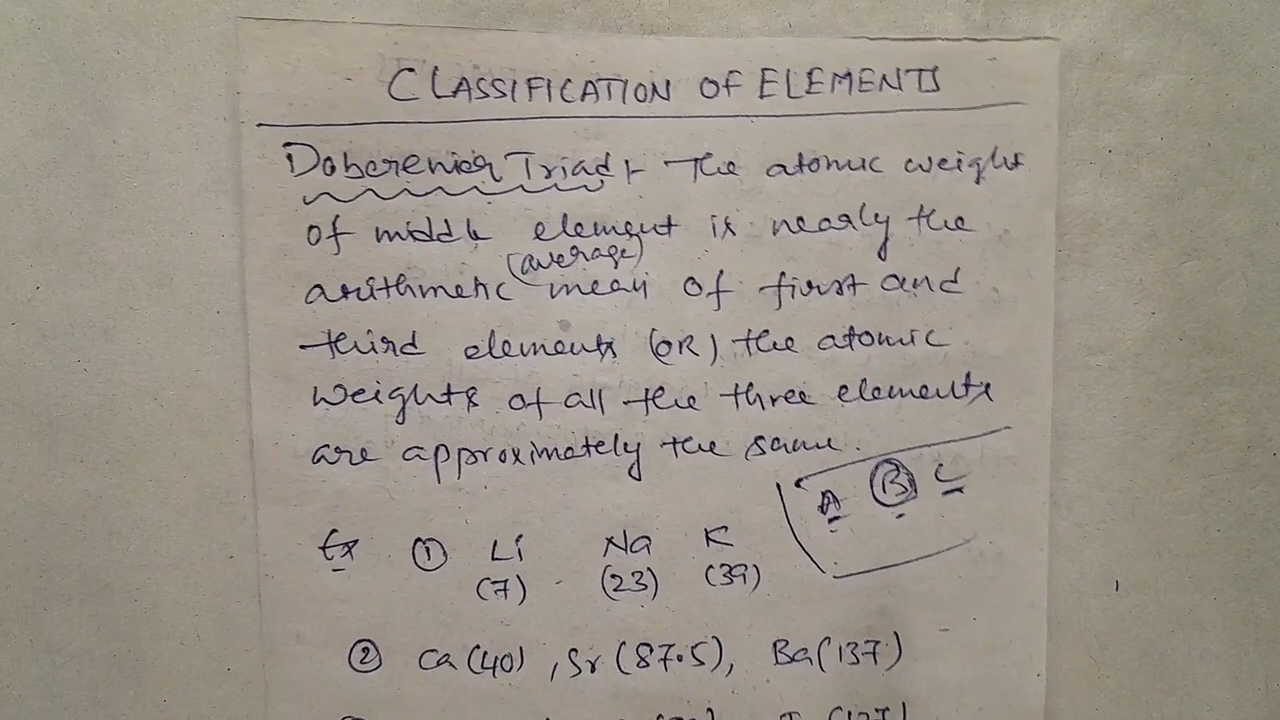 CLASSIFICATION OF ELEMENTS
Doberenier Triad :- The atomic weight
of middle element is nearly the
(average)
arithmetic mean of first and
third elements (OR) the atomic
weights of all the three elements
are approximately the same.
A B C
Ex ① Li Na K
(7) (23) (39)
② Ca(40), Sr(87.5), Ba(137)